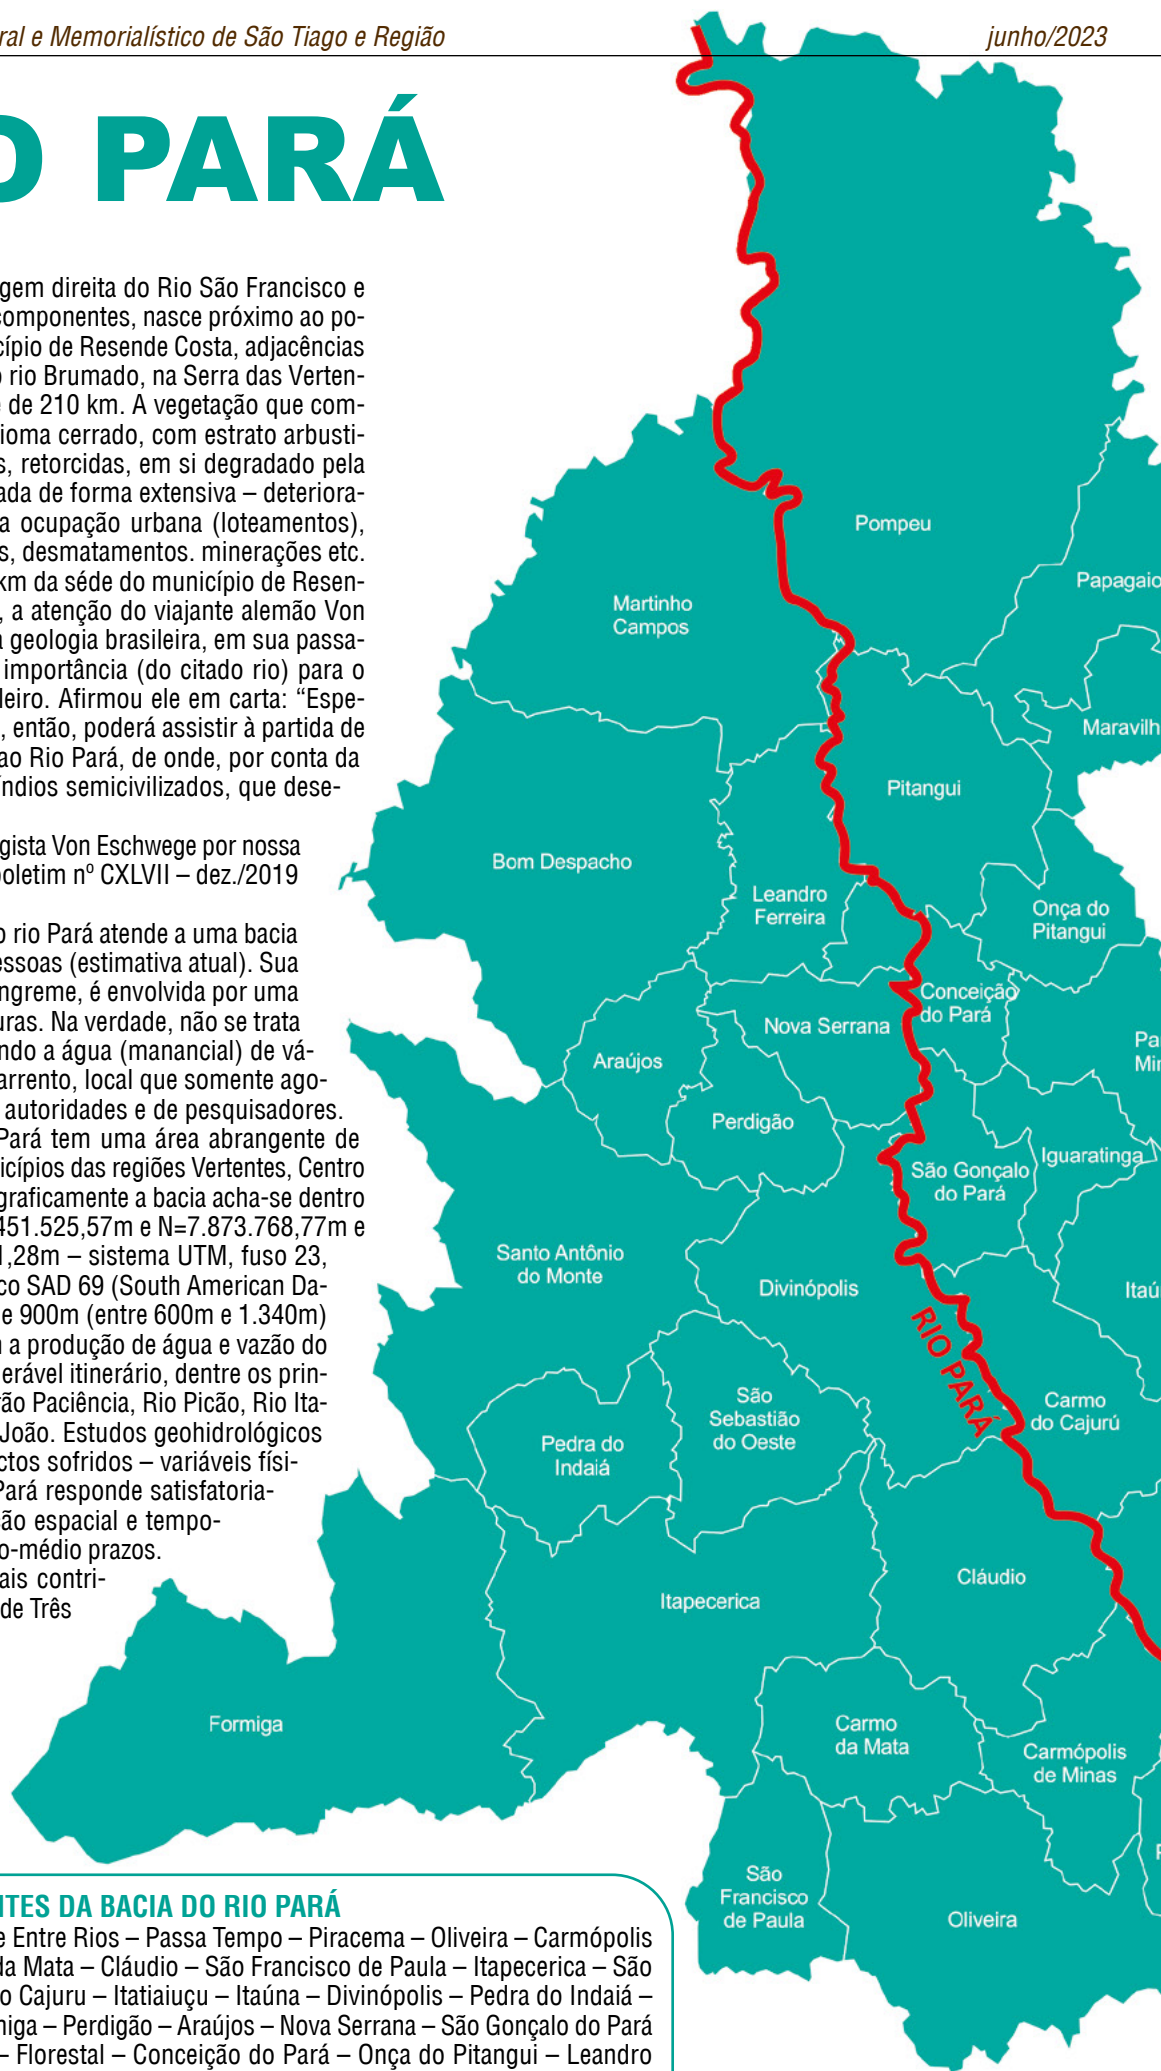 ral e Memorialístico de São Tiago e Região
junho/2023
O PARÁ
gem direita do Rio São Francisco e
componentes, nasce próximo ao po-
cípio de Resende Costa, adjacências
o rio Brumado, na Serra das Verten-
e de 210 km. A vegetação que com-
ioma cerrado, com estrato arbusti-
s, retorcidas, em si degradado pela
ada de forma extensiva – deteriora-
a ocupação urbana (loteamentos),
s, desmatamentos. minerações etc.
km da séde do município de Resen-
, a atenção do viajante alemão Von
a geologia brasileira, em sua passa-
importância (do citado rio) para o
leiro. Afirmou ele em carta: “Espe-
, então, poderá assistir à partida de
ao Rio Pará, de onde, por conta da
índios semicivilizados, que dese-
gista Von Eschwege por nossa
boletim nº CXLVII – dez./2019
o rio Pará atende a uma bacia
essoas (estimativa atual). Sua
íngreme, é envolvida por uma
uras. Na verdade, não se trata
ndo a água (manancial) de vá-
arrento, local que somente ago-
autoridades e de pesquisadores.
Pará tem uma área abrangente de
icípios das regiões Vertentes, Centro
graficamente a bacia acha-se dentro
451.525,57m e N=7.873.768,77m e
1,28m – sistema UTM, fuso 23,
co SAD 69 (South American Da-
e 900m (entre 600m e 1.340m)
a produção de água e vazão do
erável itinerário, dentre os prin-
rão Paciência, Rio Picão, Rio Ita-
João. Estudos geohidrológicos
ctos sofridos – variáveis físi-
Pará responde satisfatoria-
ão espacial e tempo-
o-médio prazos.
ais contri-
de Três
Pompeu
Papagaio
Martinho
Campos
Maravilh
Pitangui
Bom Despacho
Leandro
Ferreira
Onça do
Pitangui
Conceição
do Pará
Nova Serrana
Pa
Mir
Araújos
Perdigão
Iguaratinga
São Gonçalo
do Pará
Santo Antônio
do Monte
Divinópolis
Itaú
RIO PARÁ
São
Sebastião
do Oeste
Carmo
do Cajurú
Pedra do
Indaiá
Cláudio
Itapecerica
Formiga
Carmo
da Mata
Carmópolis
de Minas
São
Francisco
de Paula
Oliveira
NTES DA BACIA DO RIO PARÁ
e Entre Rios – Passa Tempo – Piracema – Oliveira – Carmópolis
da Mata – Cláudio – São Francisco de Paula – Itapecerica – São
o Cajuru – Itatiaiuçu – Itaúna – Divinópolis – Pedra do Indaiá –
niga – Perdigão – Araújos – Nova Serrana – São Gonçalo do Pará
– Florestal – Conceição do Pará – Onça do Pitangui – Leandro